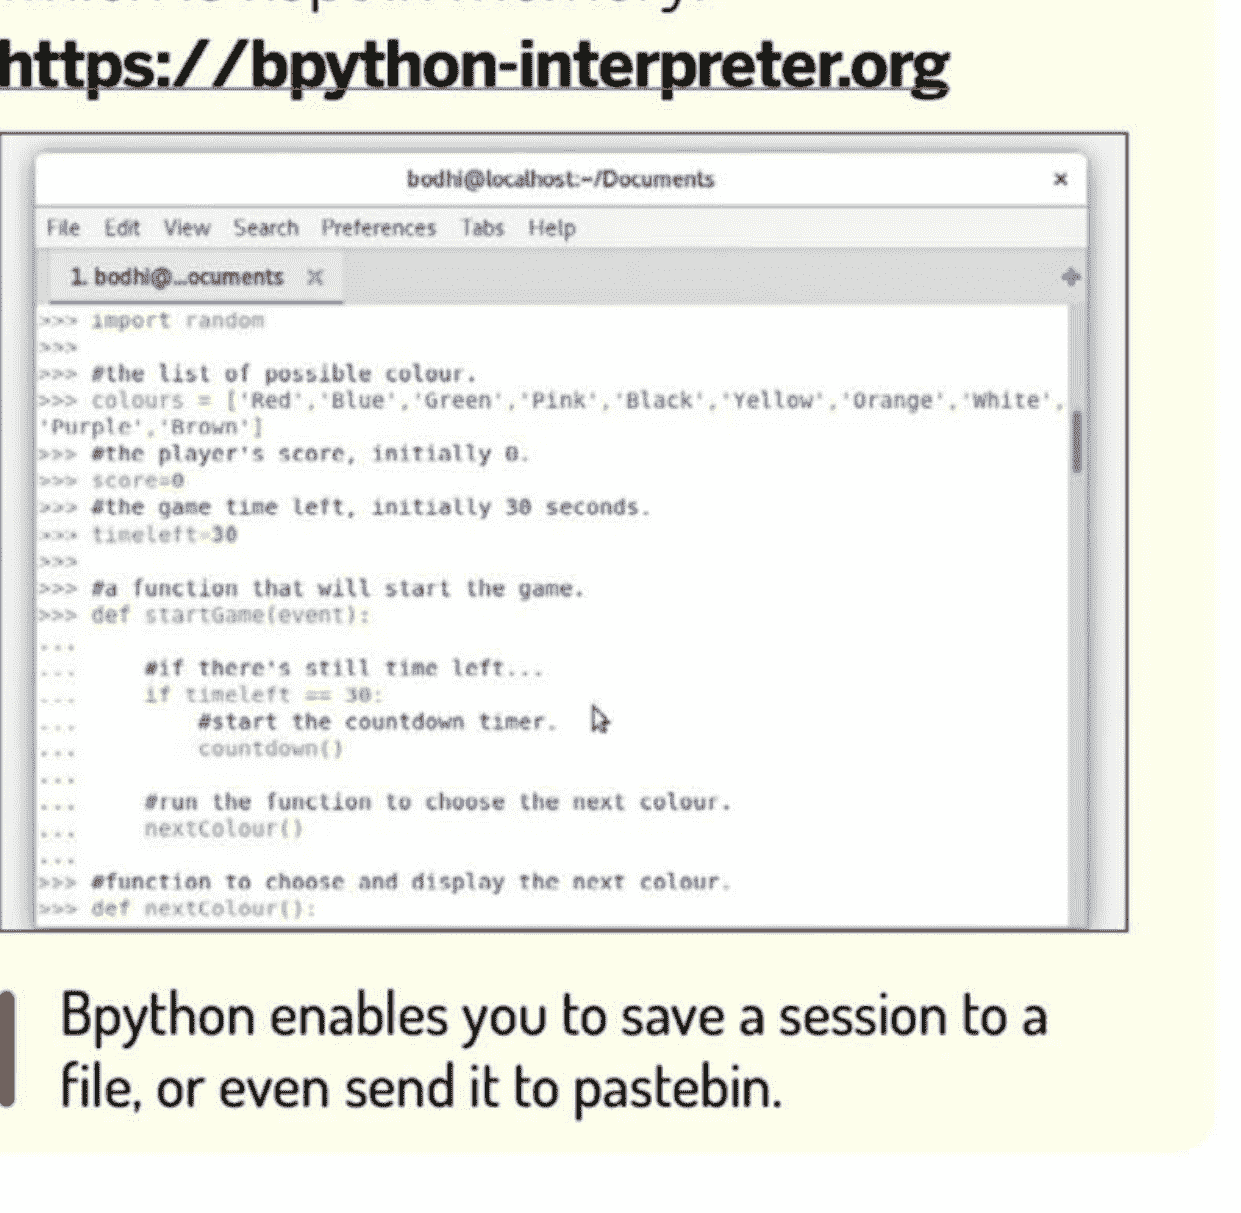 https://bpython-interpreter.org
bodhi@localhost:~/Documents ×
File Edit View Search Preferences Tabs Help
1. bodhi@...ocuments ×
>>> import random
>>>
>>> #the list of possible colour.
>>> colours = ['Red','Blue','Green','Pink','Black','Yellow','Orange','White',
'Purple','Brown']
>>> #the player's score, initially 0.
>>> score=0
>>> #the game time left, initially 30 seconds.
>>> timeleft=30
>>>
>>> #a function that will start the game.
>>> def startGame(event):
...
...     #if there's still time left...
...     if timeleft == 30:
...         #start the countdown timer.
...         countdown()
...
...     #run the function to choose the next colour.
...     nextColour()
...
>>> #function to choose and display the next colour.
>>> def nextColour():
Bpython enables you to save a session to a
file, or even send it to pastebin.